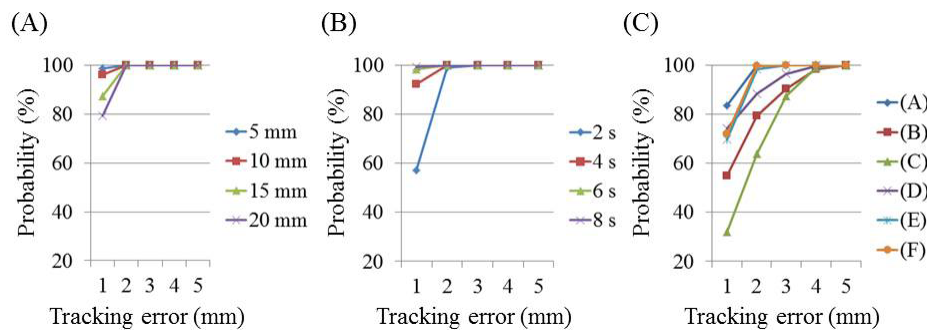 (A)
(B)
(C)
Probability (%)
100
80
60
40
20
1 2 3 4 5
Tracking error (mm)
5 mm
10 mm
15 mm
20 mm
Probability (%)
100
80
60
40
20
1 2 3 4 5
Tracking error (mm)
2 s
4 s
6 s
8 s
Probability (%)
100
80
60
40
20
1 2 3 4 5
Tracking error (mm)
(A)
(B)
(C)
(D)
(E)
(F)